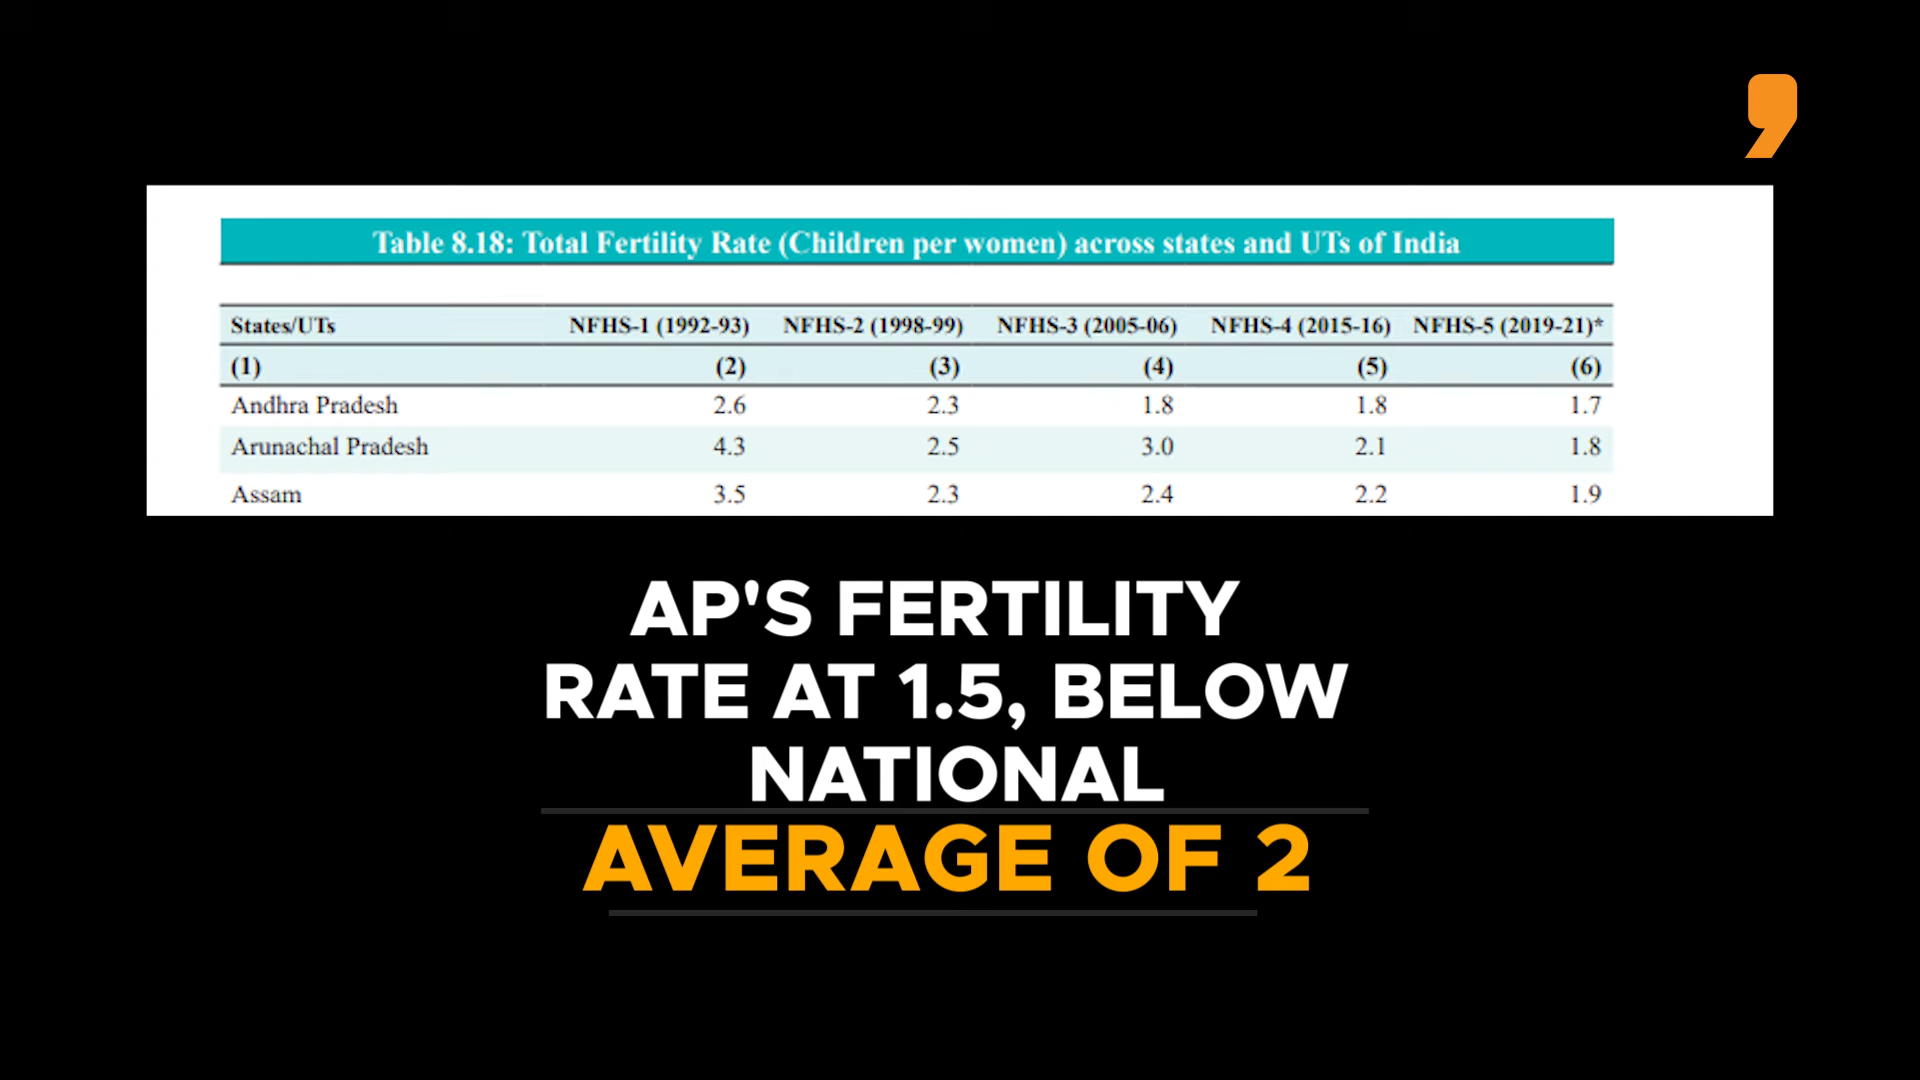 Table 8.18: Total Fertility Rate (Children per women) across states and UTs of India
States/UTs NFHS-1 (1992-93) NFHS-2 (1998-99) NFHS-3 (2005-06) NFHS-4 (2015-16) NFHS-5 (2019-21)*
(1) (2) (3) (4) (5) (6)
Andhra Pradesh 2.6 2.3 1.8 1.8 1.7
Arunachal Pradesh 4.3 2.5 3.0 2.1 1.8
Assam 3.5 2.3 2.4 2.2 1.9
AP'S FERTILITY
RATE AT 1.5, BELOW
NATIONAL
AVERAGE OF 2